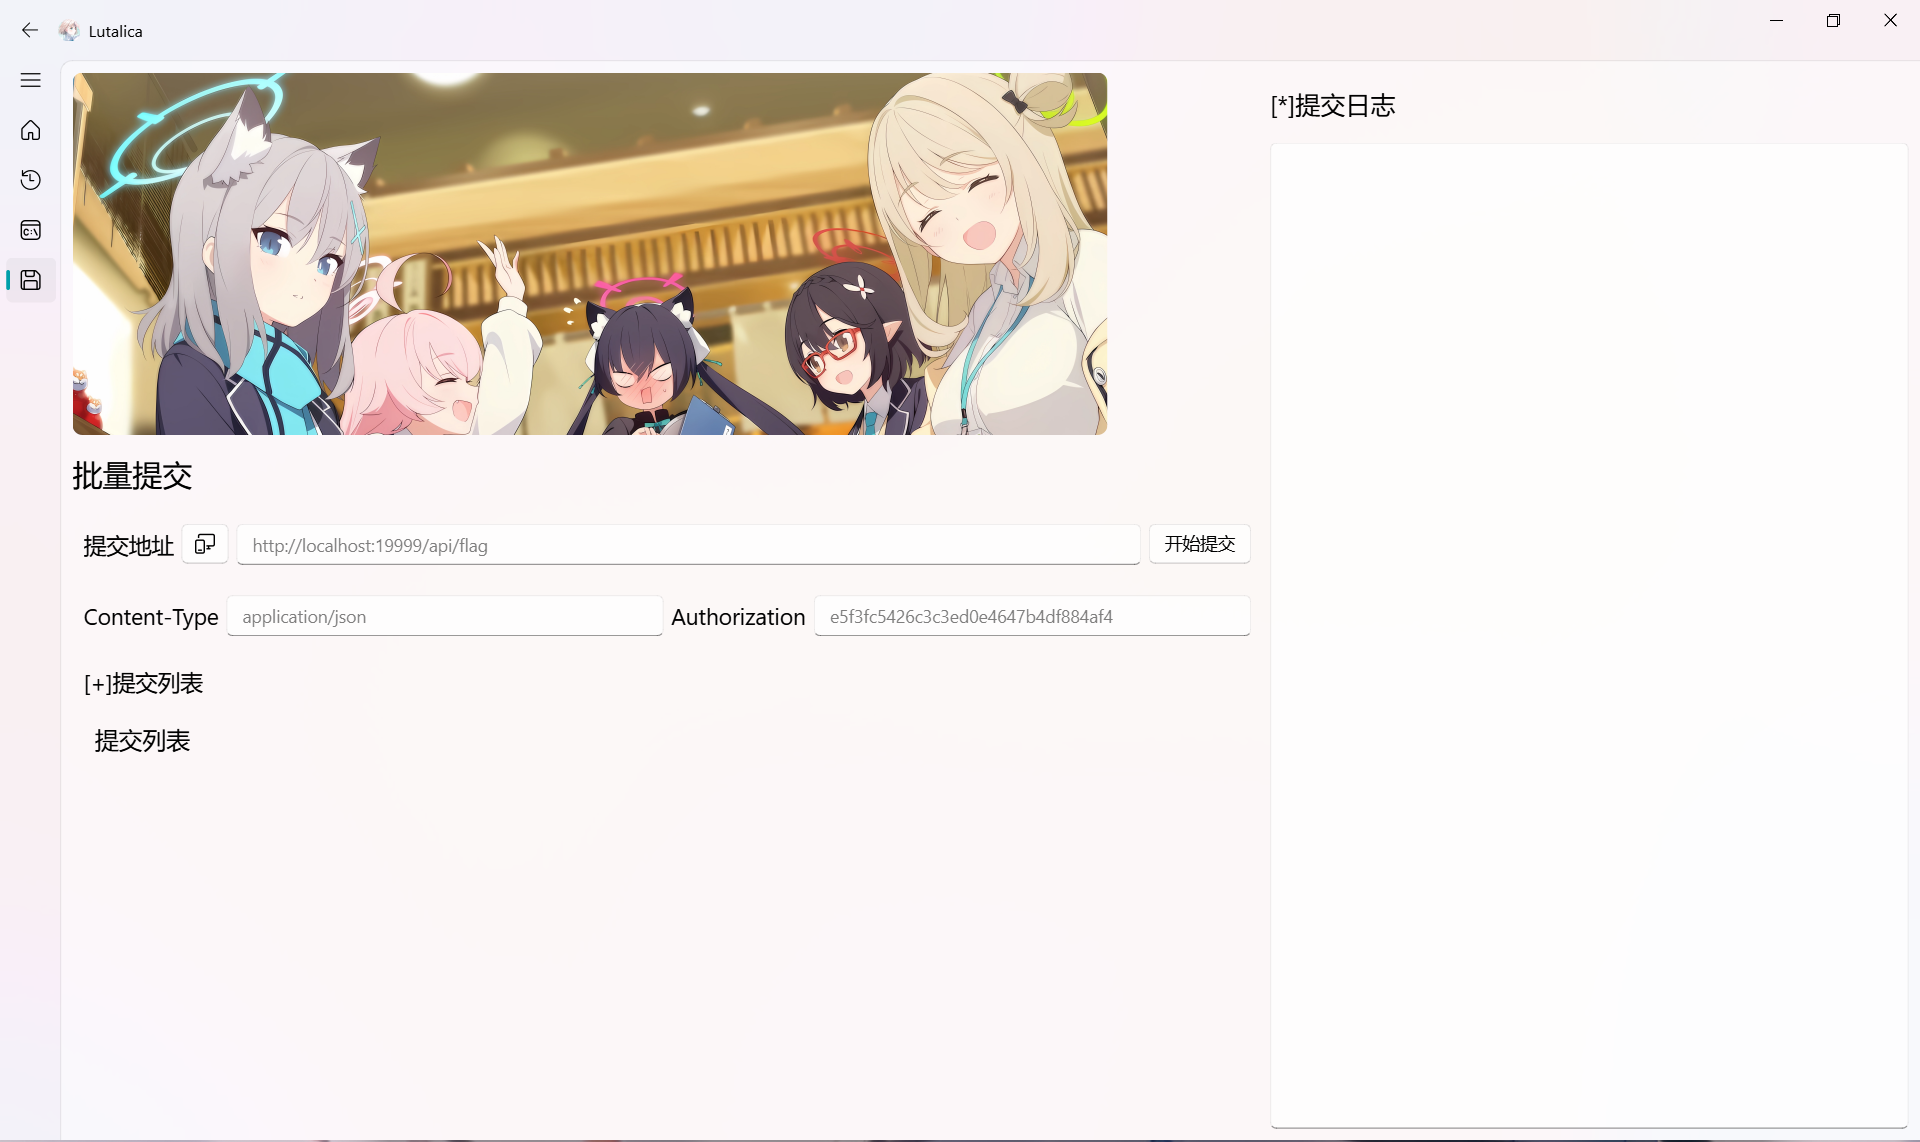 Lutalica
C:\
批量提交
提交地址 http://localhost:19999/api/flag 开始提交
Content-Type application/json Authorization e5f3fc5426c3c3ed0e4647b4df884af4
[+]提交列表
提交列表
[*]提交日志